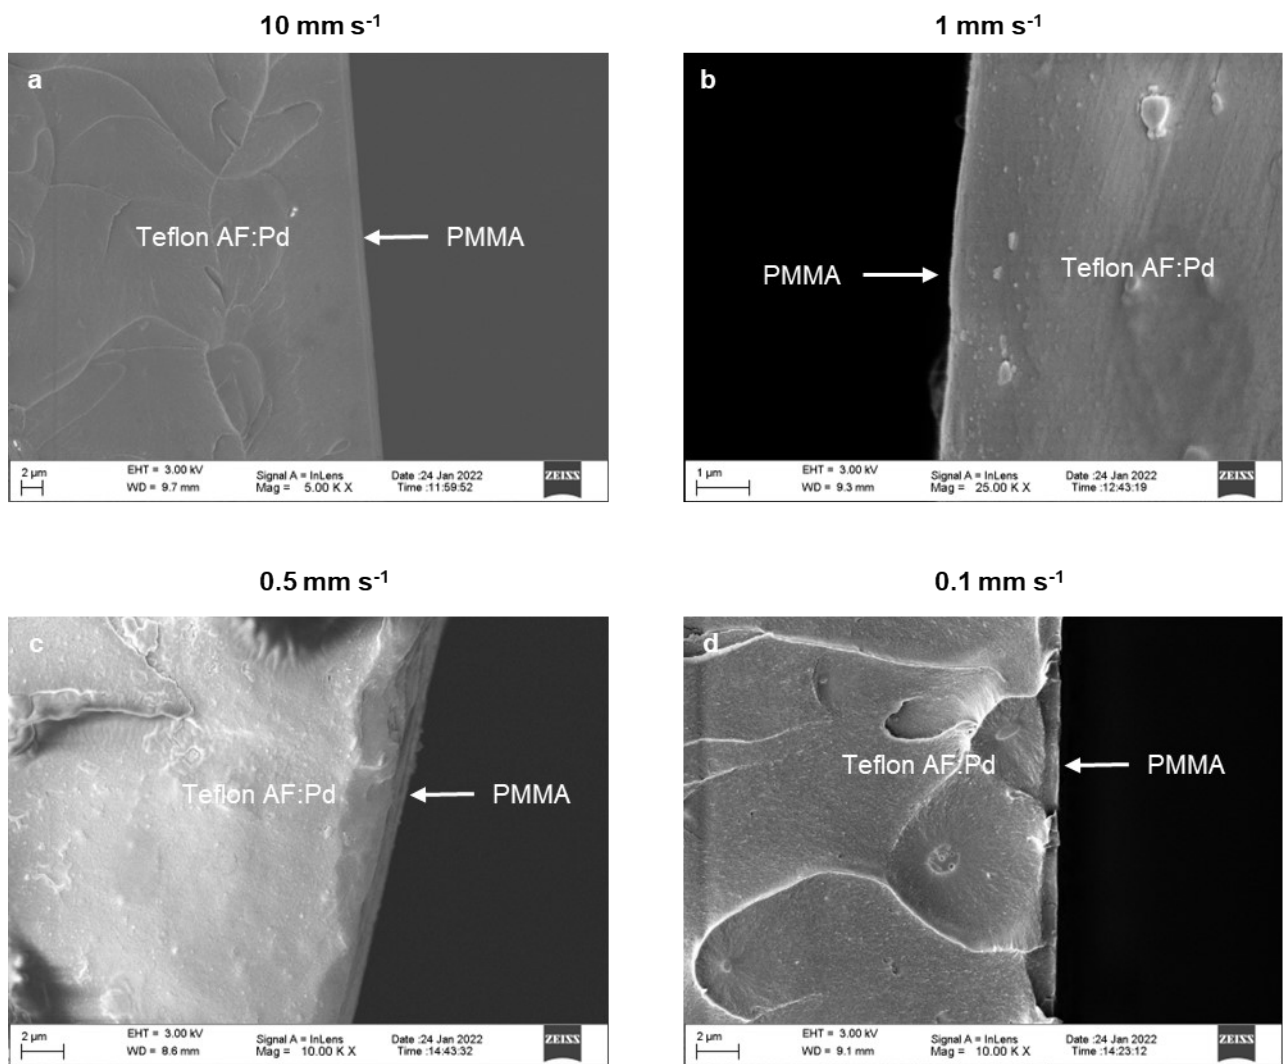 10 mm s⁻¹
1 mm s⁻¹
a
Teflon AF:Pd
PMMA
2 µm
EHT = 3.00 kV
WD = 9.7 mm
Signal A = InLens
Mag = 5.00 K X
Date :24 Jan 2022
Time :11:59:52
ZEISS
b
PMMA
Teflon AF:Pd
1 µm
EHT = 3.00 kV
WD = 9.3 mm
Signal A = InLens
Mag = 25.00 K X
Date :24 Jan 2022
Time :12:43:19
ZEISS
0.5 mm s⁻¹
0.1 mm s⁻¹
c
Teflon AF:Pd
PMMA
2 µm
EHT = 3.00 kV
WD = 8.6 mm
Signal A = InLens
Mag = 10.00 K X
Date :24 Jan 2022
Time :14:43:32
ZEISS
d
Teflon AF:Pd
PMMA
2 µm
EHT = 3.00 kV
WD = 9.1 mm
Signal A = InLens
Mag = 10.00 K X
Date :24 Jan 2022
Time :14:23:12
ZEISS